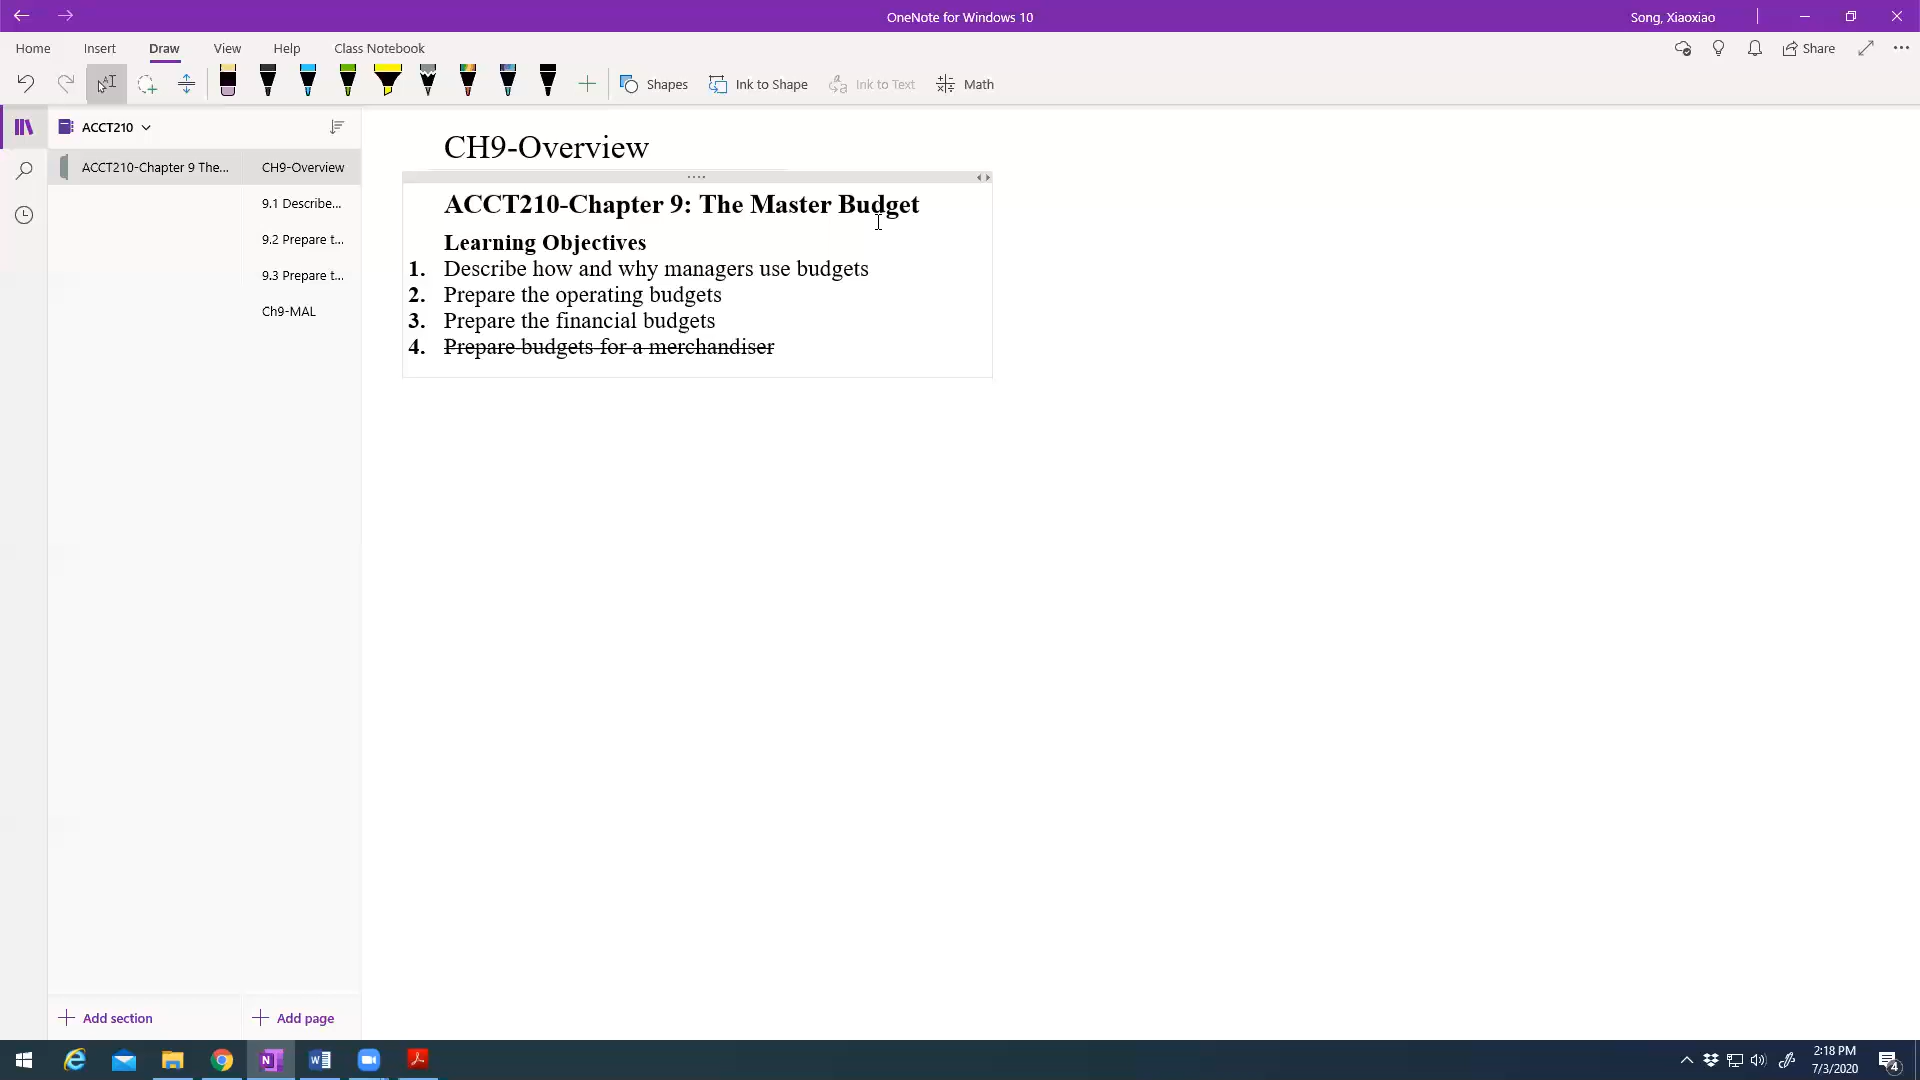 OneNote for Windows 10
Song, Xiaoxiao
Home Insert Draw View Help Class Notebook
Share
Shapes Ink to Shape Ink to Text Math
ACCT210
ACCT210-Chapter 9 The...
CH9-Overview
9.1 Describe...
9.2 Prepare t...
9.3 Prepare t...
Ch9-MAL
CH9-Overview
ACCT210-Chapter 9: The Master Budget
Learning Objectives
1. Describe how and why managers use budgets
2. Prepare the operating budgets
3. Prepare the financial budgets
4. Prepare budgets for a merchandiser
Add section
Add page
2:18 PM
7/3/2020
4